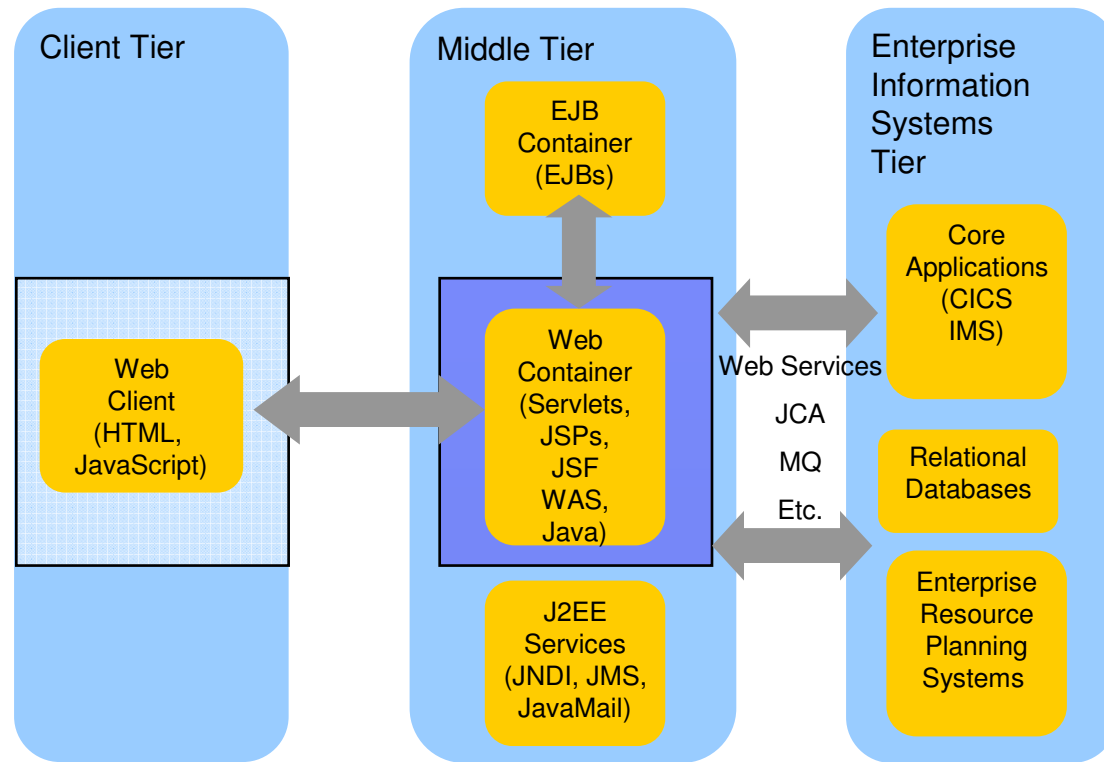 Client Tier
Web
Client
(HTML,
JavaScript)
Middle Tier
EJB
Container
(EJBs)
Web
Container
(Servlets,
JSPs,
JSF
WAS,
Java)
J2EE
Services
(JNDI, JMS,
JavaMail)
Web Services
JCA
MQ
Etc.
Enterprise
Information
Systems
Tier
Core
Applications
(CICS
IMS)
Relational
Databases
Enterprise
Resource
Planning
Systems